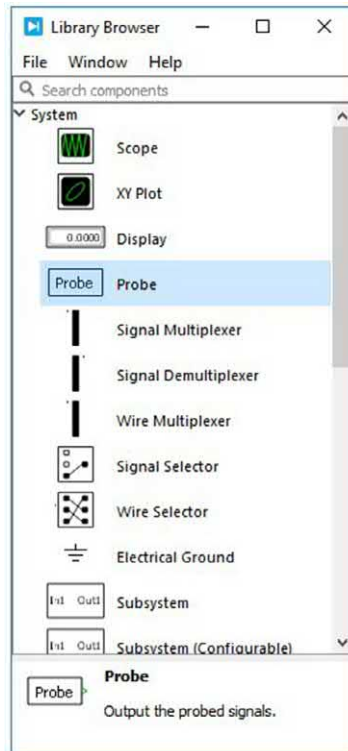 Library Browser
File Window Help
Search components
System
Scope
XY Plot
0.0000 Display
Probe Probe
Signal Multiplexer
Signal Demultiplexer
Wire Multiplexer
Signal Selector
Wire Selector
Electrical Ground
In1 Out1 Subsystem
In1 Out1 Subsystem (Configurable)
Probe
Probe
Output the probed signals.